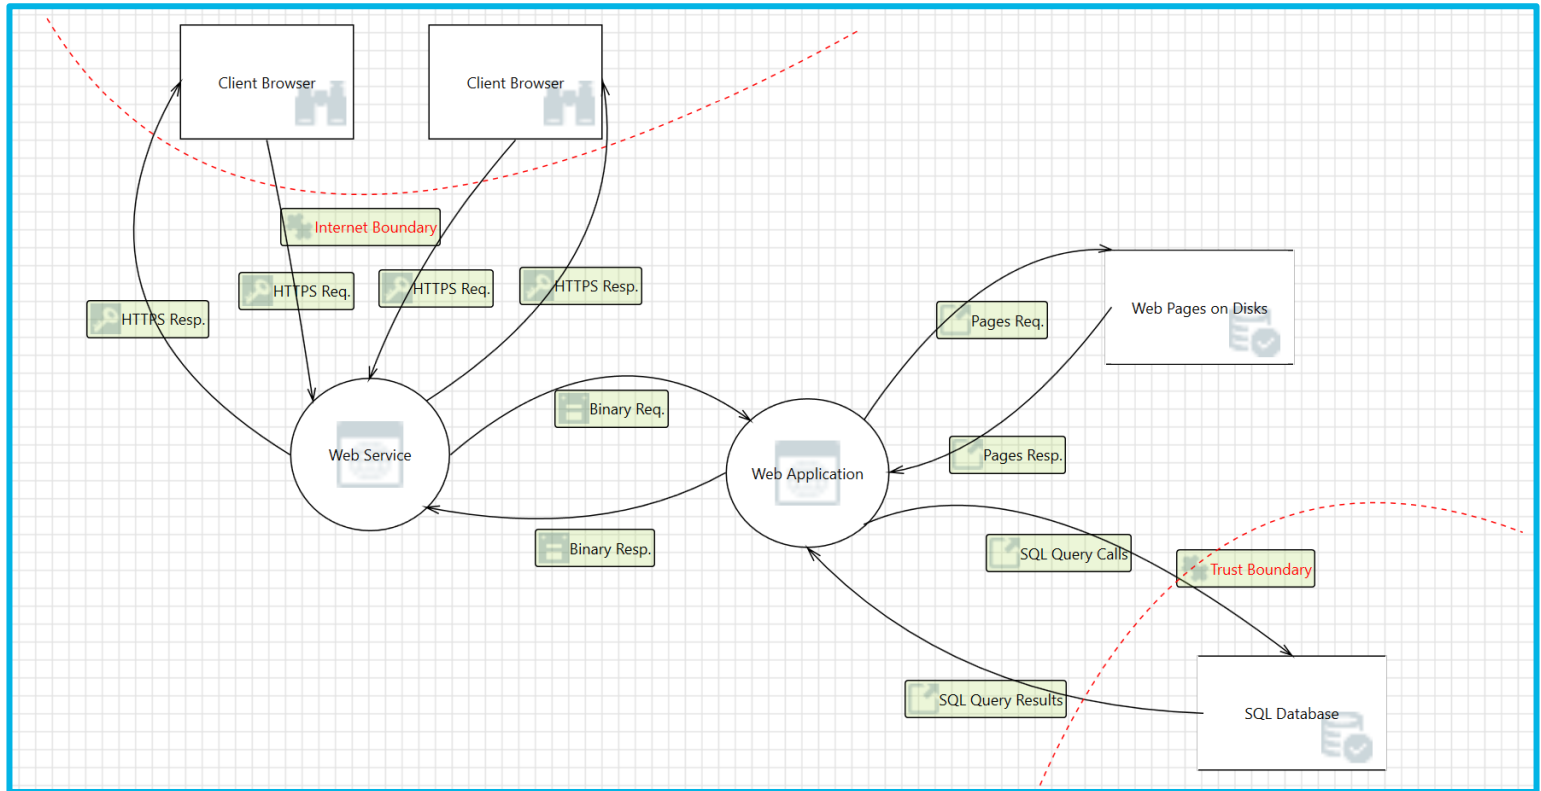 Client Browser
Client Browser
Internet Boundary
HTTPS Resp.
HTTPS Req.
HTTPS Req.
HTTPS Resp.
Pages Req.
Web Pages on Disks
Binary Req.
Web Service
Web Application
Pages Resp.
Binary Resp.
SQL Query Calls
Trust Boundary
SQL Query Results
SQL Database